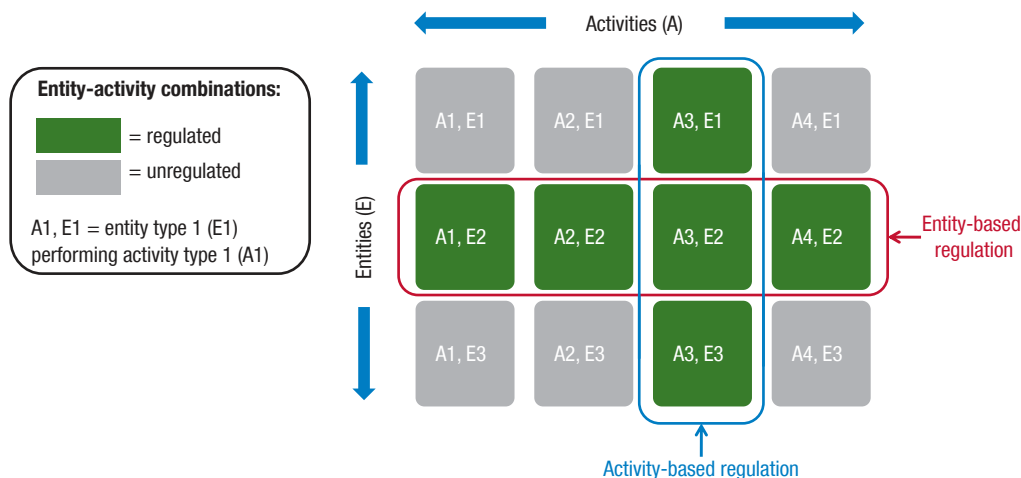 Activities (A)
Entity-activity combinations:
= regulated
= unregulated
A1, E1 = entity type 1 (E1)
performing activity type 1 (A1)
Entities (E)
A1, E1
A2, E1
A3, E1
A4, E1
A1, E2
A2, E2
A3, E2
A4, E2
Entity-based
regulation
A1, E3
A2, E3
A3, E3
A4, E3
Activity-based regulation